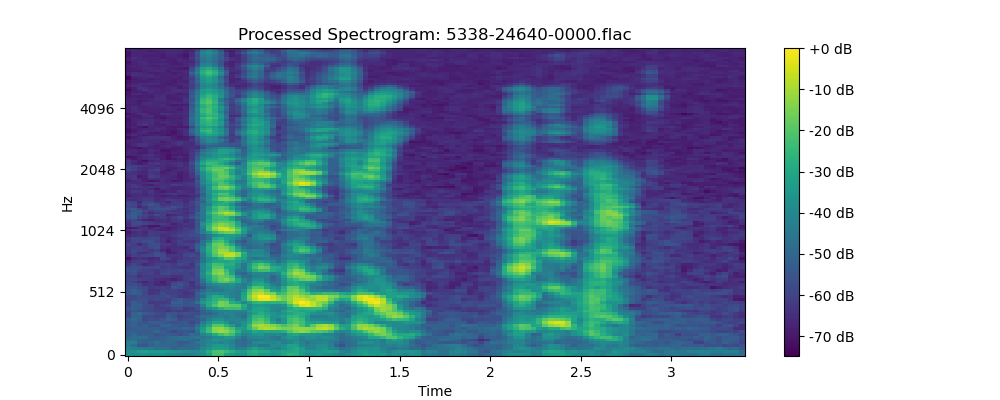 Processed Spectrogram: 5338-24640-0000.flac
Hz
4096
2048
1024
512
0
0
0.5
1
1.5
2
2.5
3
Time
+0 dB
-10 dB
-20 dB
-30 dB
-40 dB
-50 dB
-60 dB
-70 dB